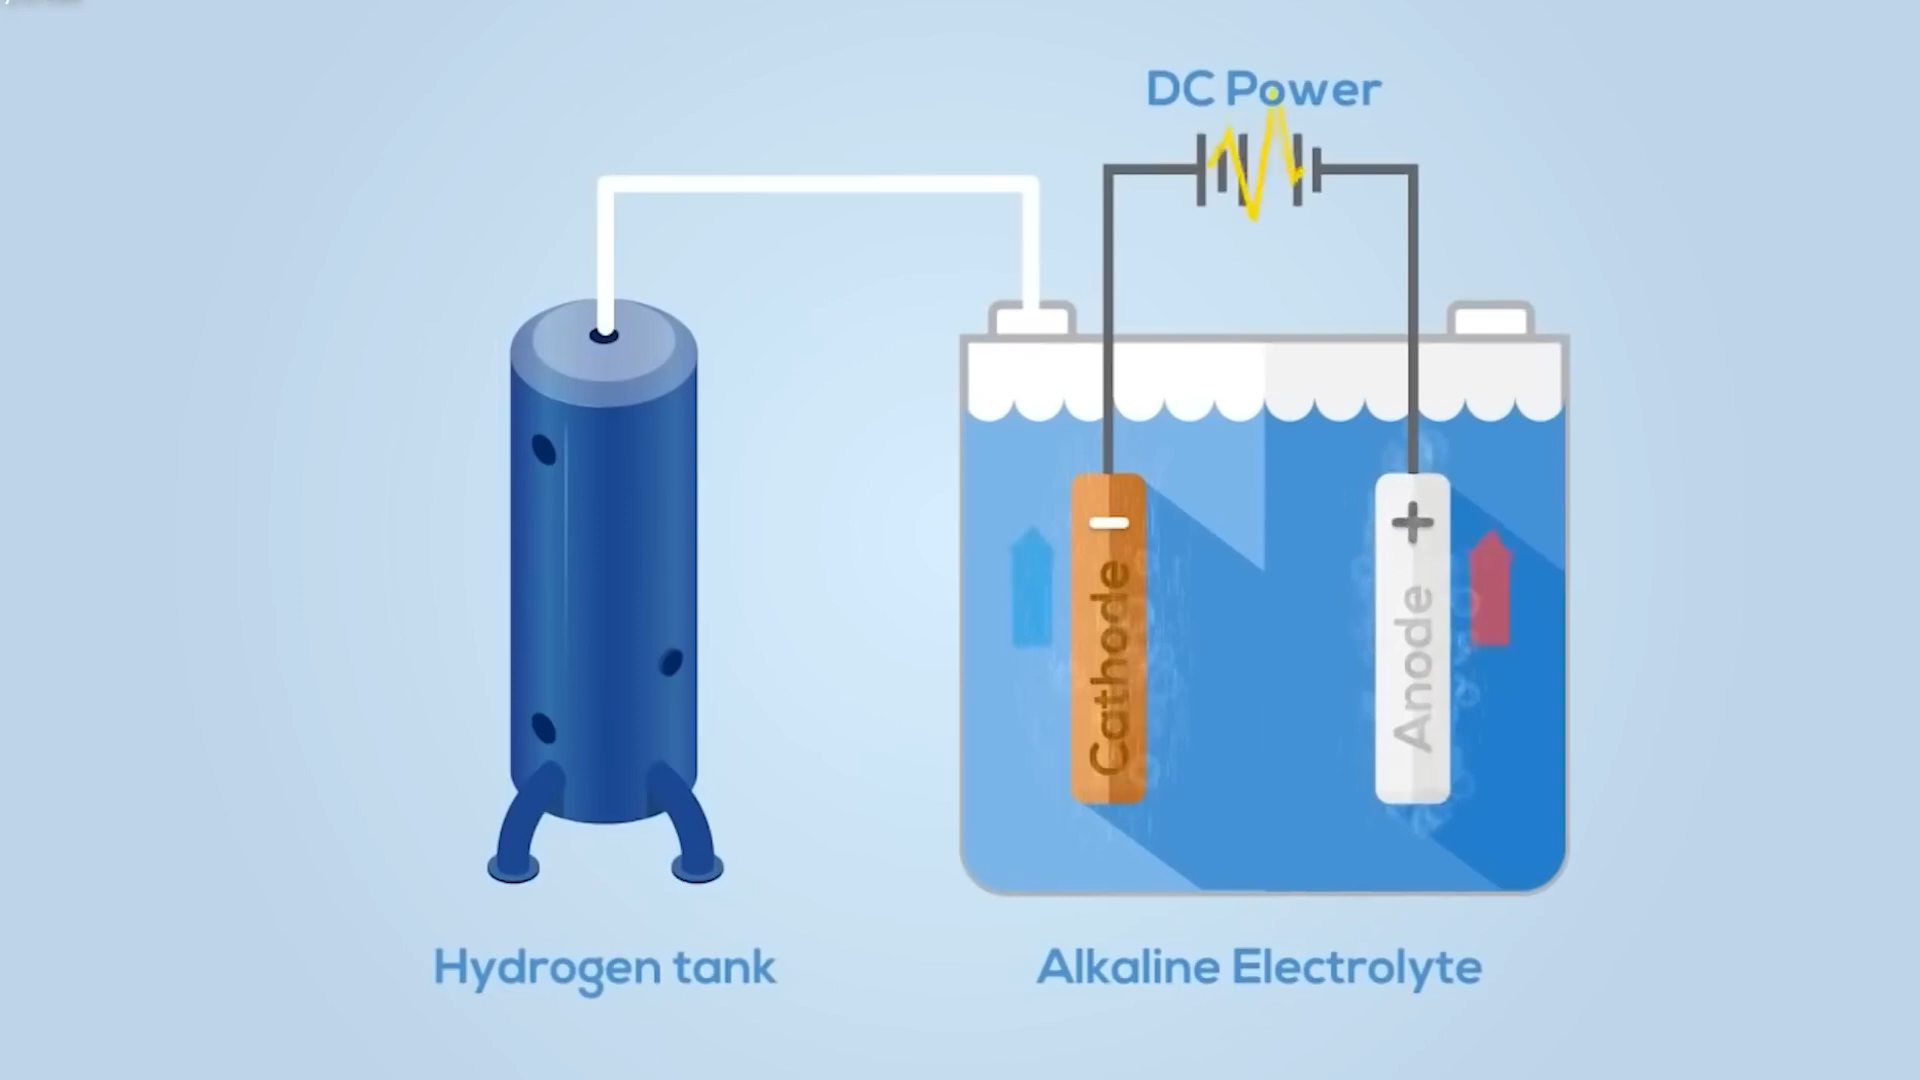 DC Power
Cathode
Anode
Hydrogen tank
Alkaline Electrolyte